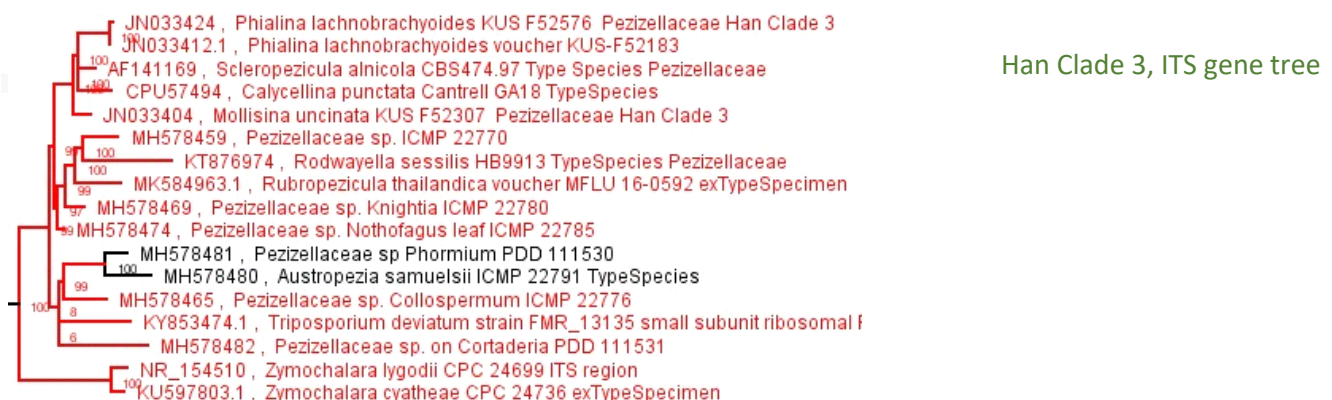 JN033424 , Phialina lachnobrachyoides KUS F52576 Pezizellaceae Han Clade 3
100
JN033412.1 , Phialina lachnobrachyoides voucher KUS-F52183
Han Clade 3, ITS gene tree
100
AF141169 , Scleropezicula alnicola CBS474.97 Type Species Pezizellaceae
CPU57494 , Calycellina punctata Cantrell GA18 TypeSpecies
JN033404 , Mollisina uncinata KUS F52307 Pezizellaceae Han Clade 3
MH578459 , Pezizellaceae sp. ICMP 22770
100
KT876974 , Rodwayella sessilis HB9913 TypeSpecies Pezizellaceae
100
MK584963.1 , Rubropezicula thailandica voucher MFLU 16-0592 exTypeSpecimen
99
MH578469 , Pezizellaceae sp. Knightia ICMP 22780
97
99
MH578474 , Pezizellaceae sp. Nothofagus leaf ICMP 22785
MH578481 , Pezizellaceae sp Phormium PDD 111530
100
MH578480 , Austropezia samuelsii ICMP 22791 TypeSpecies
99
MH578465 , Pezizellaceae sp. Collospermum ICMP 22776
100
8
KY853474.1 , Triposporium deviatum strain FMR_13135 small subunit ribosomal
6
MH578482 , Pezizellaceae sp. on Cortaderia PDD 111531
NR_154510 , Zymochalara lygodii CPC 24699 ITS region
100
KU597803.1 , Zymochalara cyatheae CPC 24736 exTypeSpecimen